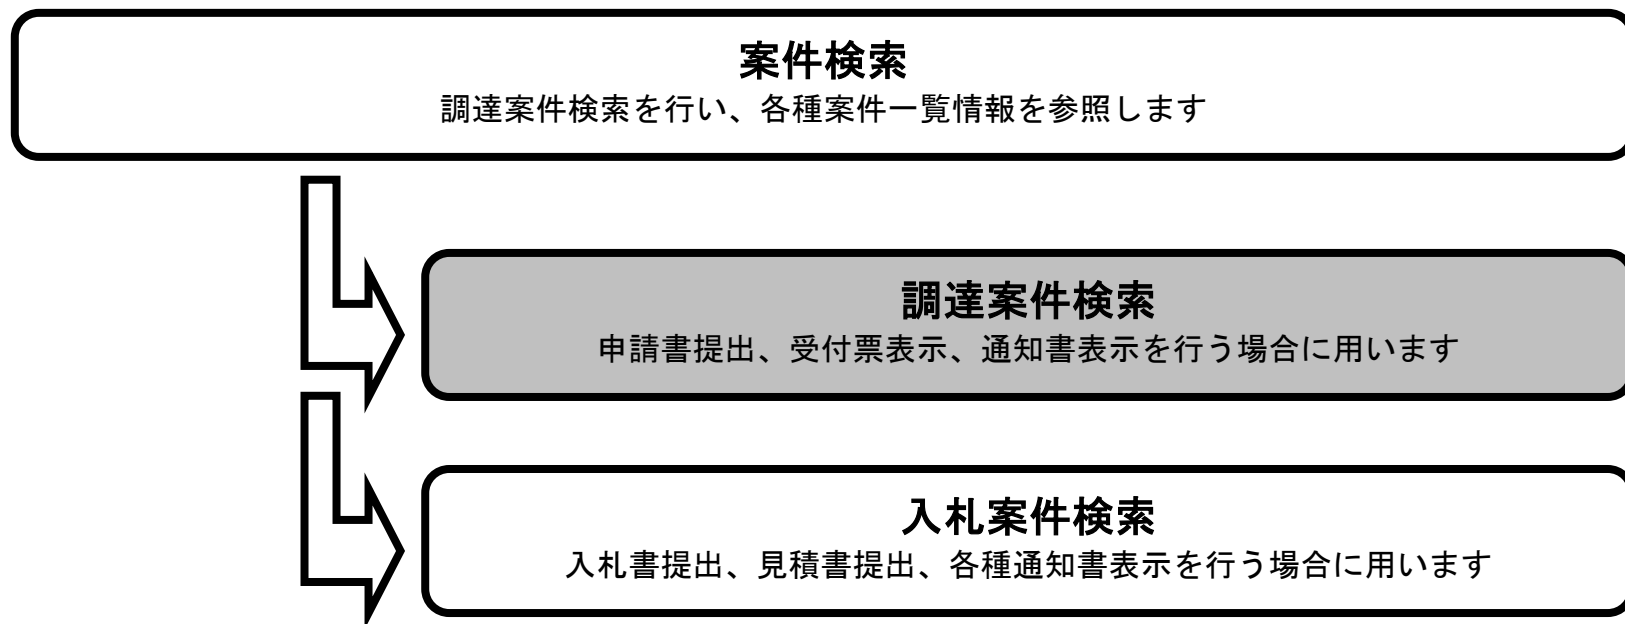 案件検索
調達案件検索を行い、各種案件一覧情報を参照します
調達案件検索
申請書提出、受付票表示、通知書表示を行う場合に用います
入札案件検索
入札書提出、見積書提出、各種通知書表示を行う場合に用います